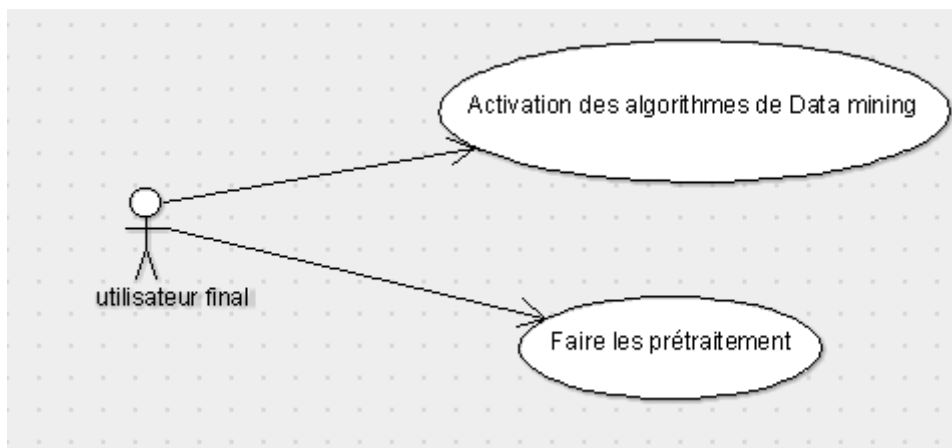 Activation des algorithmes de Data mining
utilisateur final
Faire les prétraitement